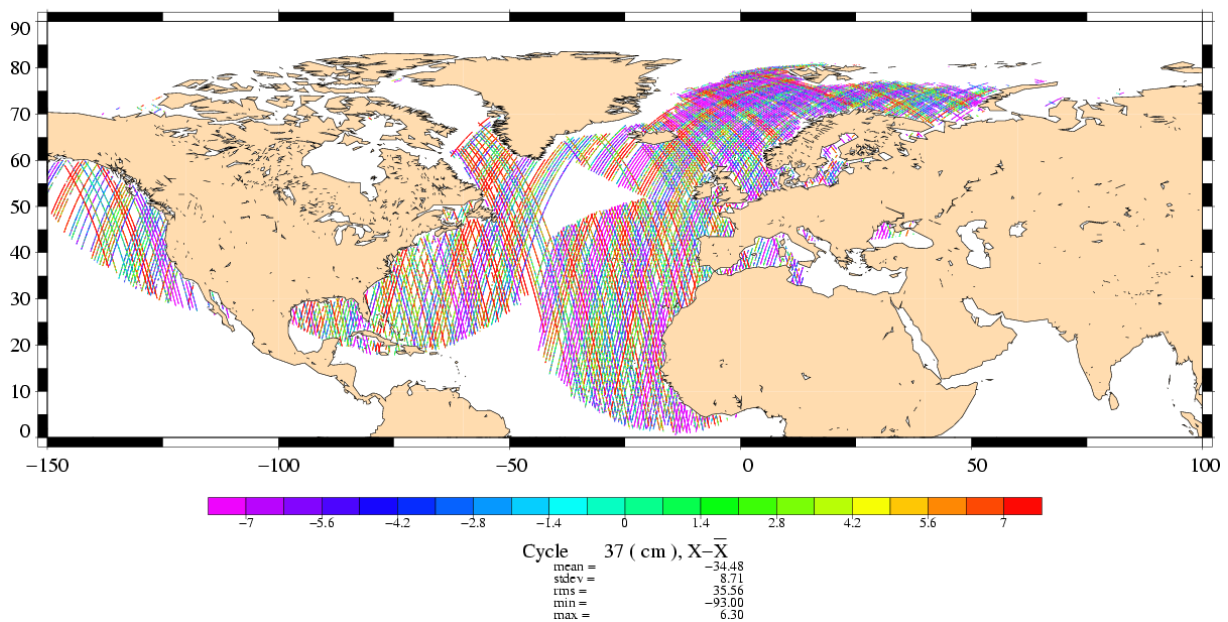 90
80
70
60
50
40
30
20
10
0
−150 −100 −50 0 50 100
−7 −5.6 −4.2 −2.8 −1.4 0 1.4 2.8 4.2 5.6 7
Cycle 37 ( cm ), X−X̅
mean = −34.48
stdev = 8.71
rms = 35.56
min = −93.00
max = 6.30